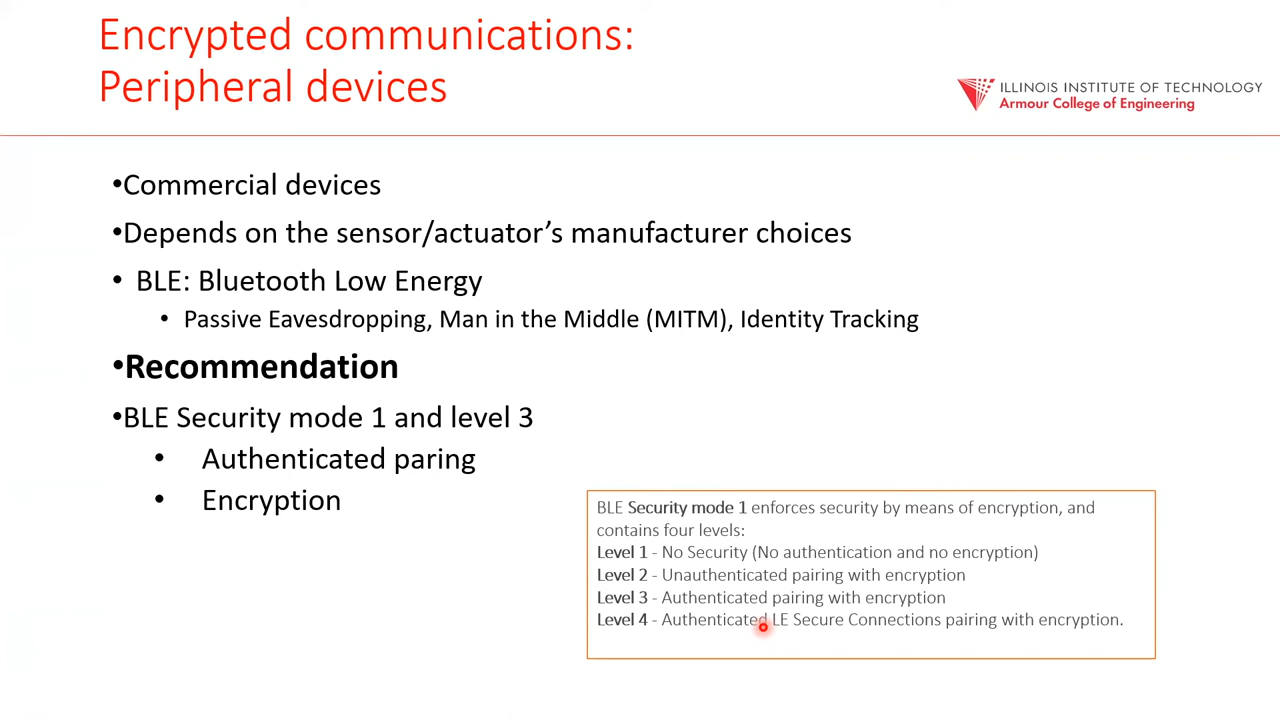 Encrypted communications:
Peripheral devices
ILLINOIS INSTITUTE OF TECHNOLOGY
Armour College of Engineering
•Commercial devices
•Depends on the sensor/actuator’s manufacturer choices
• BLE: Bluetooth Low Energy
• Passive Eavesdropping, Man in the Middle (MITM), Identity Tracking
•Recommendation
•BLE Security mode 1 and level 3
• Authenticated paring
• Encryption
BLE Security mode 1 enforces security by means of encryption, and
contains four levels:
Level 1 - No Security (No authentication and no encryption)
Level 2 - Unauthenticated pairing with encryption
Level 3 - Authenticated pairing with encryption
Level 4 - Authenticated LE Secure Connections pairing with encryption.